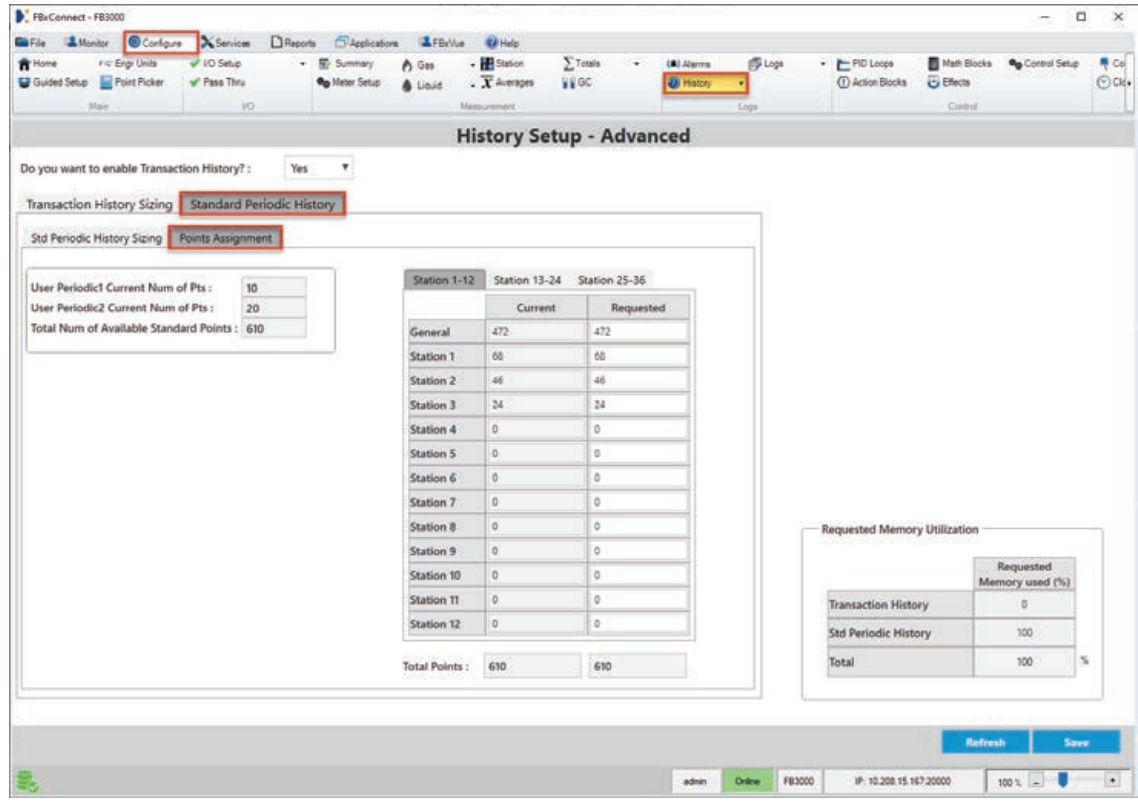 FBxConnect - FB3000
File Monitor Configure Services Reports Applications FBxVue Help
Home Engr Units I/O Setup Summary Gas Station Totals Alarms Logs PID Loops Math Blocks Control Setup Co
Guided Setup Point Picker Pass Thru Meter Setup Liquid Averages GC History Action Blocks Effects Clc
Main I/O Measurement Logs Control
History Setup - Advanced
Do you want to enable Transaction History? : Yes
Transaction History Sizing Standard Periodic History
Std Periodic History Sizing Points Assignment
User Periodic1 Current Num of Pts : 10
User Periodic2 Current Num of Pts : 20
Total Num of Available Standard Points : 610
Station 1-12 Station 13-24 Station 25-36
Current Requested
General 472 472
Station 1 68 68
Station 2 46 46
Station 3 24 24
Station 4 0 0
Station 5 0 0
Station 6 0 0
Station 7 0 0
Station 8 0 0
Station 9 0 0
Station 10 0 0
Station 11 0 0
Station 12 0 0
Total Points : 610 610
Requested Memory Utilization
Requested
Memory used (%)
Transaction History 0
Std Periodic History 100
Total 100 %
Refresh Save
admin Online FB3000 IP: 10.208.15.167:20000 100 %